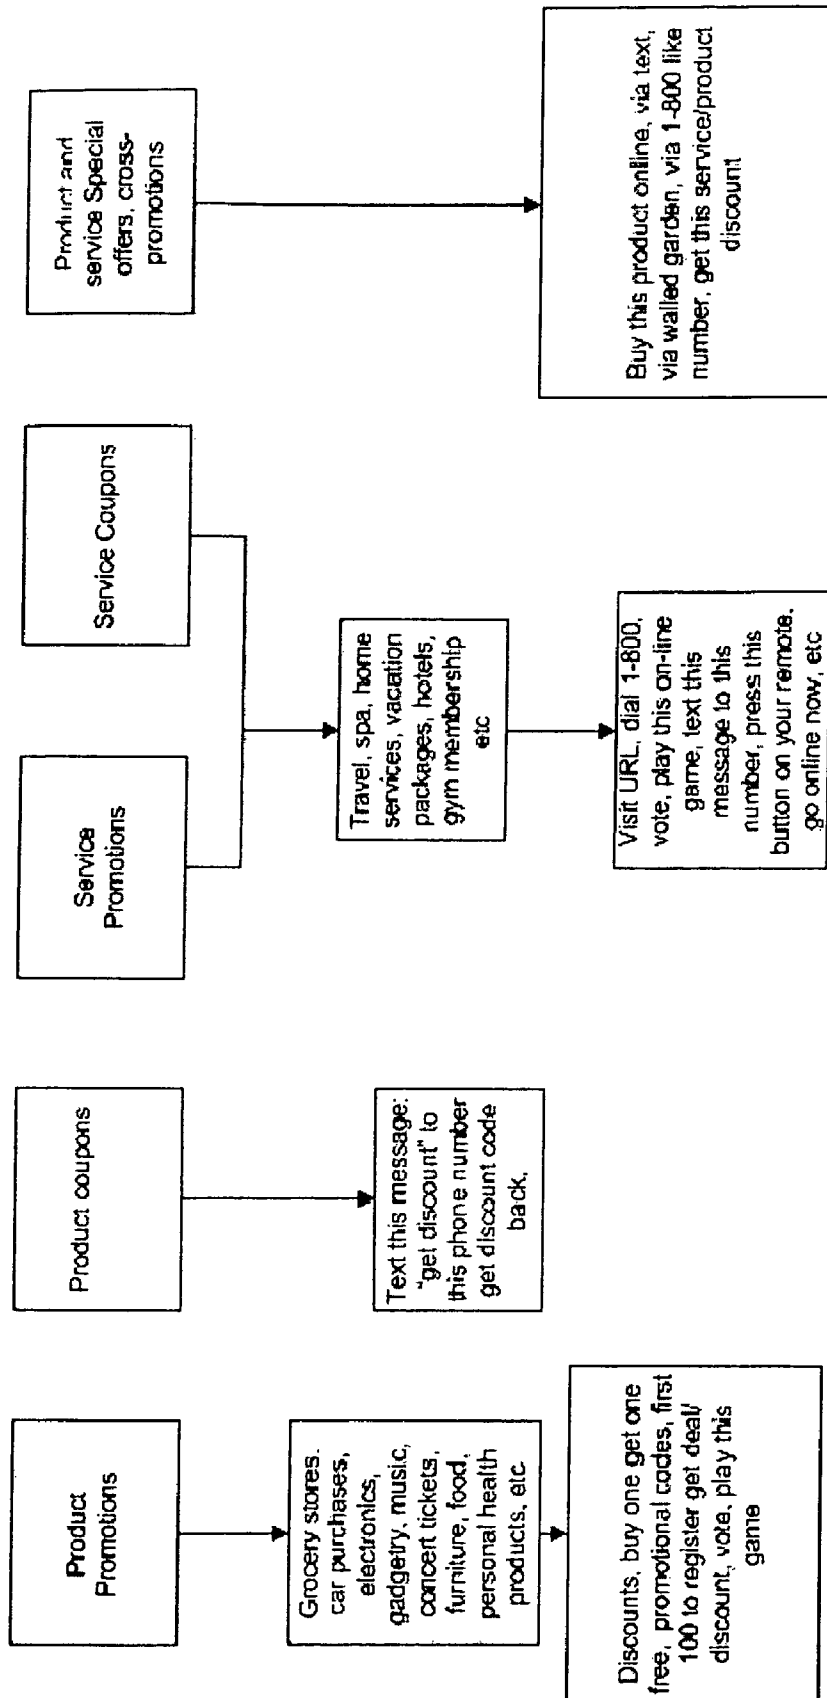 Product
Promotions
Grocery stores.
car purchases,
electronics,
gadgetry, music,
concert tickets,
furniture, food,
personal health
products, etc
Discounts, buy one get one
free, promotional codes, first
100 to register get deal/
discount, vote, play this
game
Product coupons
Text this message:
"get discount" to
this phone number
get discount code
back.
Service
Promotions
Service Coupons
Travel, spa, home
services, vacation
packages, hotels,
gym membership
etc
Visit URL, dial 1-800,
vote, play this on-line
game, text this
message to this
number, press this
button on your remote.
go online now, etc
Product and
service Special
offers, cross-
promotions
Buy this product online, via text,
via walled garden, via 1-800 like
number, get this service/product
discount